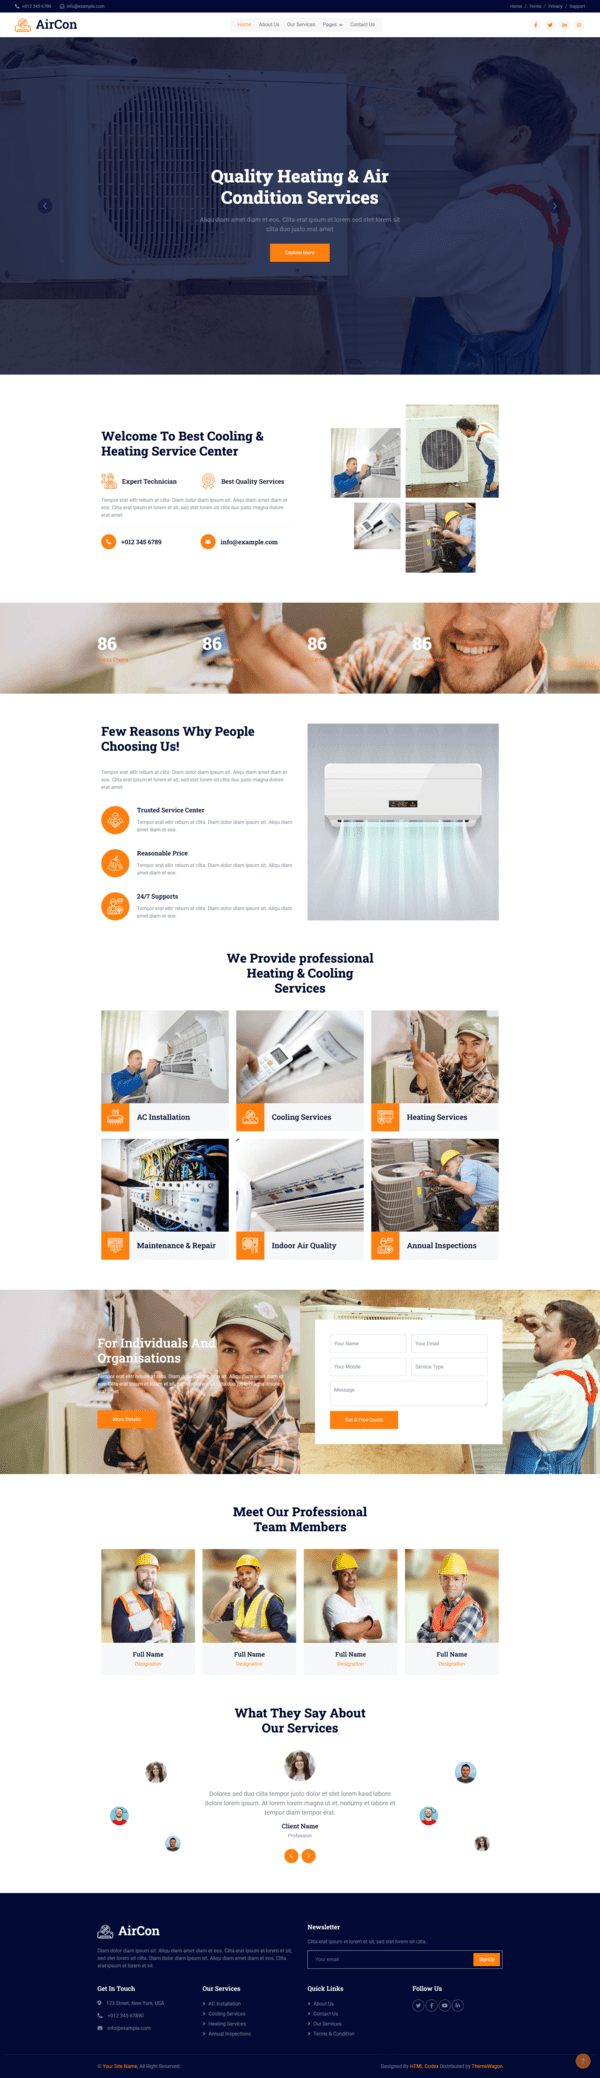 +012 345 6789 info@example.com Home / Terms / Privacy / Support
AirCon Home About Us Our Services Pages Contact Us
Quality Heating & Air
Condition Services
Aliqu diam amet diam et eos. Clita erat ipsum et lorem sed stet lorem sit
clita duo justo erat amet
Explore More
Welcome To Best Cooling &
Heating Service Center
Expert Technician Best Quality Services
Tempor erat elitr rebum at clita. Diam dolor diam ipsum sit. Aliqu diam amet diam et
eos. Clita erat ipsum et lorem et sit, sed stet lorem sit clita duo justo magna dolore
erat amet
+012 345 6789 info@example.com
86 86 86 86
Few Reasons Why People
Choosing Us!
Tempor erat elitr rebum at clita. Diam dolor diam ipsum sit. Aliqu diam amet diam et
eos. Clita erat ipsum et lorem et sit, sed stet lorem sit clita duo justo magna dolore
erat amet
Trusted Service Center
Tempor erat elitr rebum at clita. Diam dolor diam ipsum sit. Aliqu diam
amet diam et eos.
Reasonable Price
Tempor erat elitr rebum at clita. Diam dolor diam ipsum sit. Aliqu diam
amet diam et eos.
24/7 Supports
Tempor erat elitr rebum at clita. Diam dolor diam ipsum sit. Aliqu diam
amet diam et eos.
We Provide professional
Heating & Cooling
Services
AC Installation Cooling Services Heating Services
Maintenance & Repair Indoor Air Quality Annual Inspections
For Individuals And
Organisations
Tempor erat elitr rebum at clita. Diam dolor diam ipsum sit. Aliqu diam amet diam et
eos. Clita erat ipsum et lorem et sit, sed stet lorem sit clita duo justo magna dolore
erat amet
More Details
Your Name Your Email
Your Mobile Service Type
Message
Get A Free Quote
Meet Our Professional
Team Members
Full Name Full Name Full Name Full Name
Designation Designation Designation Designation
What They Say About
Our Services
Dolores sed duo clita tempor justo dolor et stet lorem kasd labore
dolore lorem ipsum. At lorem lorem magna ut et, nonumy et labore et
tempor diam tempor erat.
Client Name
Profession
AirCon
Diam dolor diam ipsum sit. Aliqu diam amet diam et eos. Clita erat ipsum et lorem et sit,
sed stet lorem sit clita. Diam dolor diam ipsum sit. Aliqu diam amet diam et eos. Clita
erat ipsum et lorem et sit.
Newsletter
Clita erat ipsum et lorem et sit, sed stet lorem sit clita.
Your email SignUp
Get In Touch Our Services Quick Links Follow Us
123 Street, New York, USA
+012 345 67890
info@example.com
AC Installation
Cooling Services
Heating Services
Annual Inspections
About Us
Contact Us
Our Services
Terms & Condition
© Your Site Name, All Right Reserved. Designed By HTML Codex Distributed by ThemeWagon